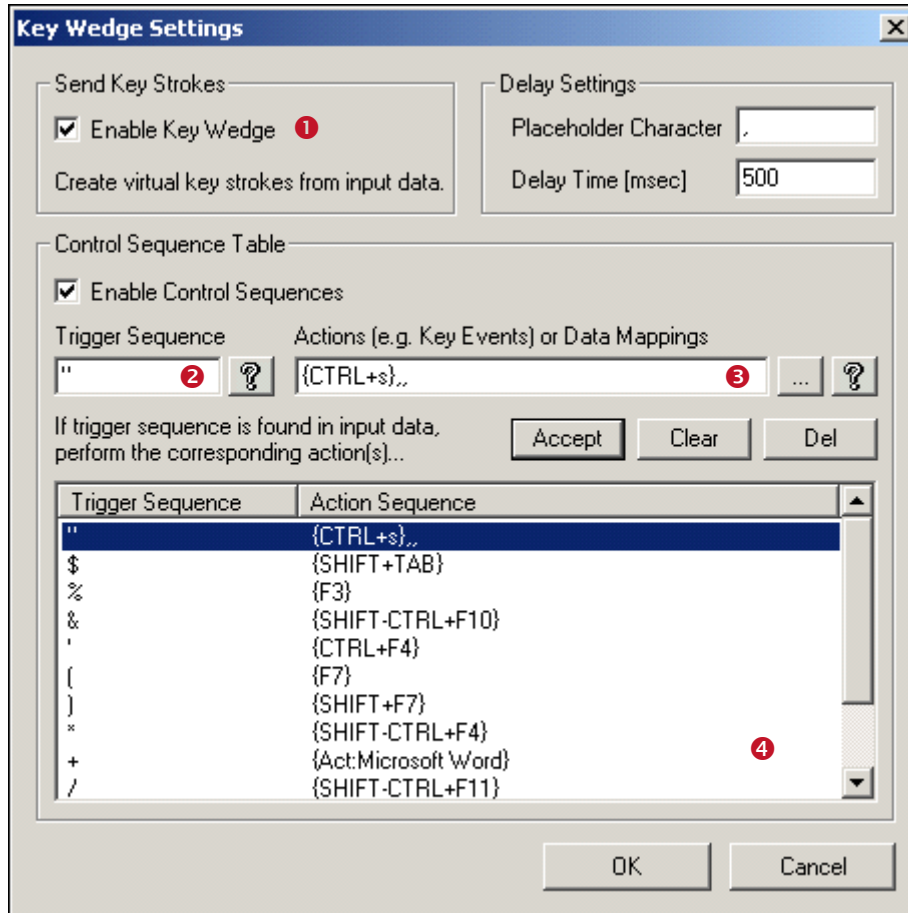 Key Wedge Settings
Send Key Strokes
Enable Key Wedge ❶
Create virtual key strokes from input data.
Delay Settings
Placeholder Character ,
Delay Time [msec] 500
Control Sequence Table
Enable Control Sequences
Trigger Sequence Actions (e.g. Key Events) or Data Mappings
" ❷ ? {CTRL+s},, ❸ ... ?
If trigger sequence is found in input data,
perform the corresponding action(s)...
Accept Clear Del
Trigger Sequence Action Sequence
" {CTRL+s},,
$ {SHIFT+TAB}
% {F3}
& {SHIFT-CTRL+F10}
' {CTRL+F4}
( {F7}
) {SHIFT+F7}
* {SHIFT-CTRL+F4}
+ {Act:Microsoft Word}
/ {SHIFT-CTRL+F11}
❹
OK Cancel